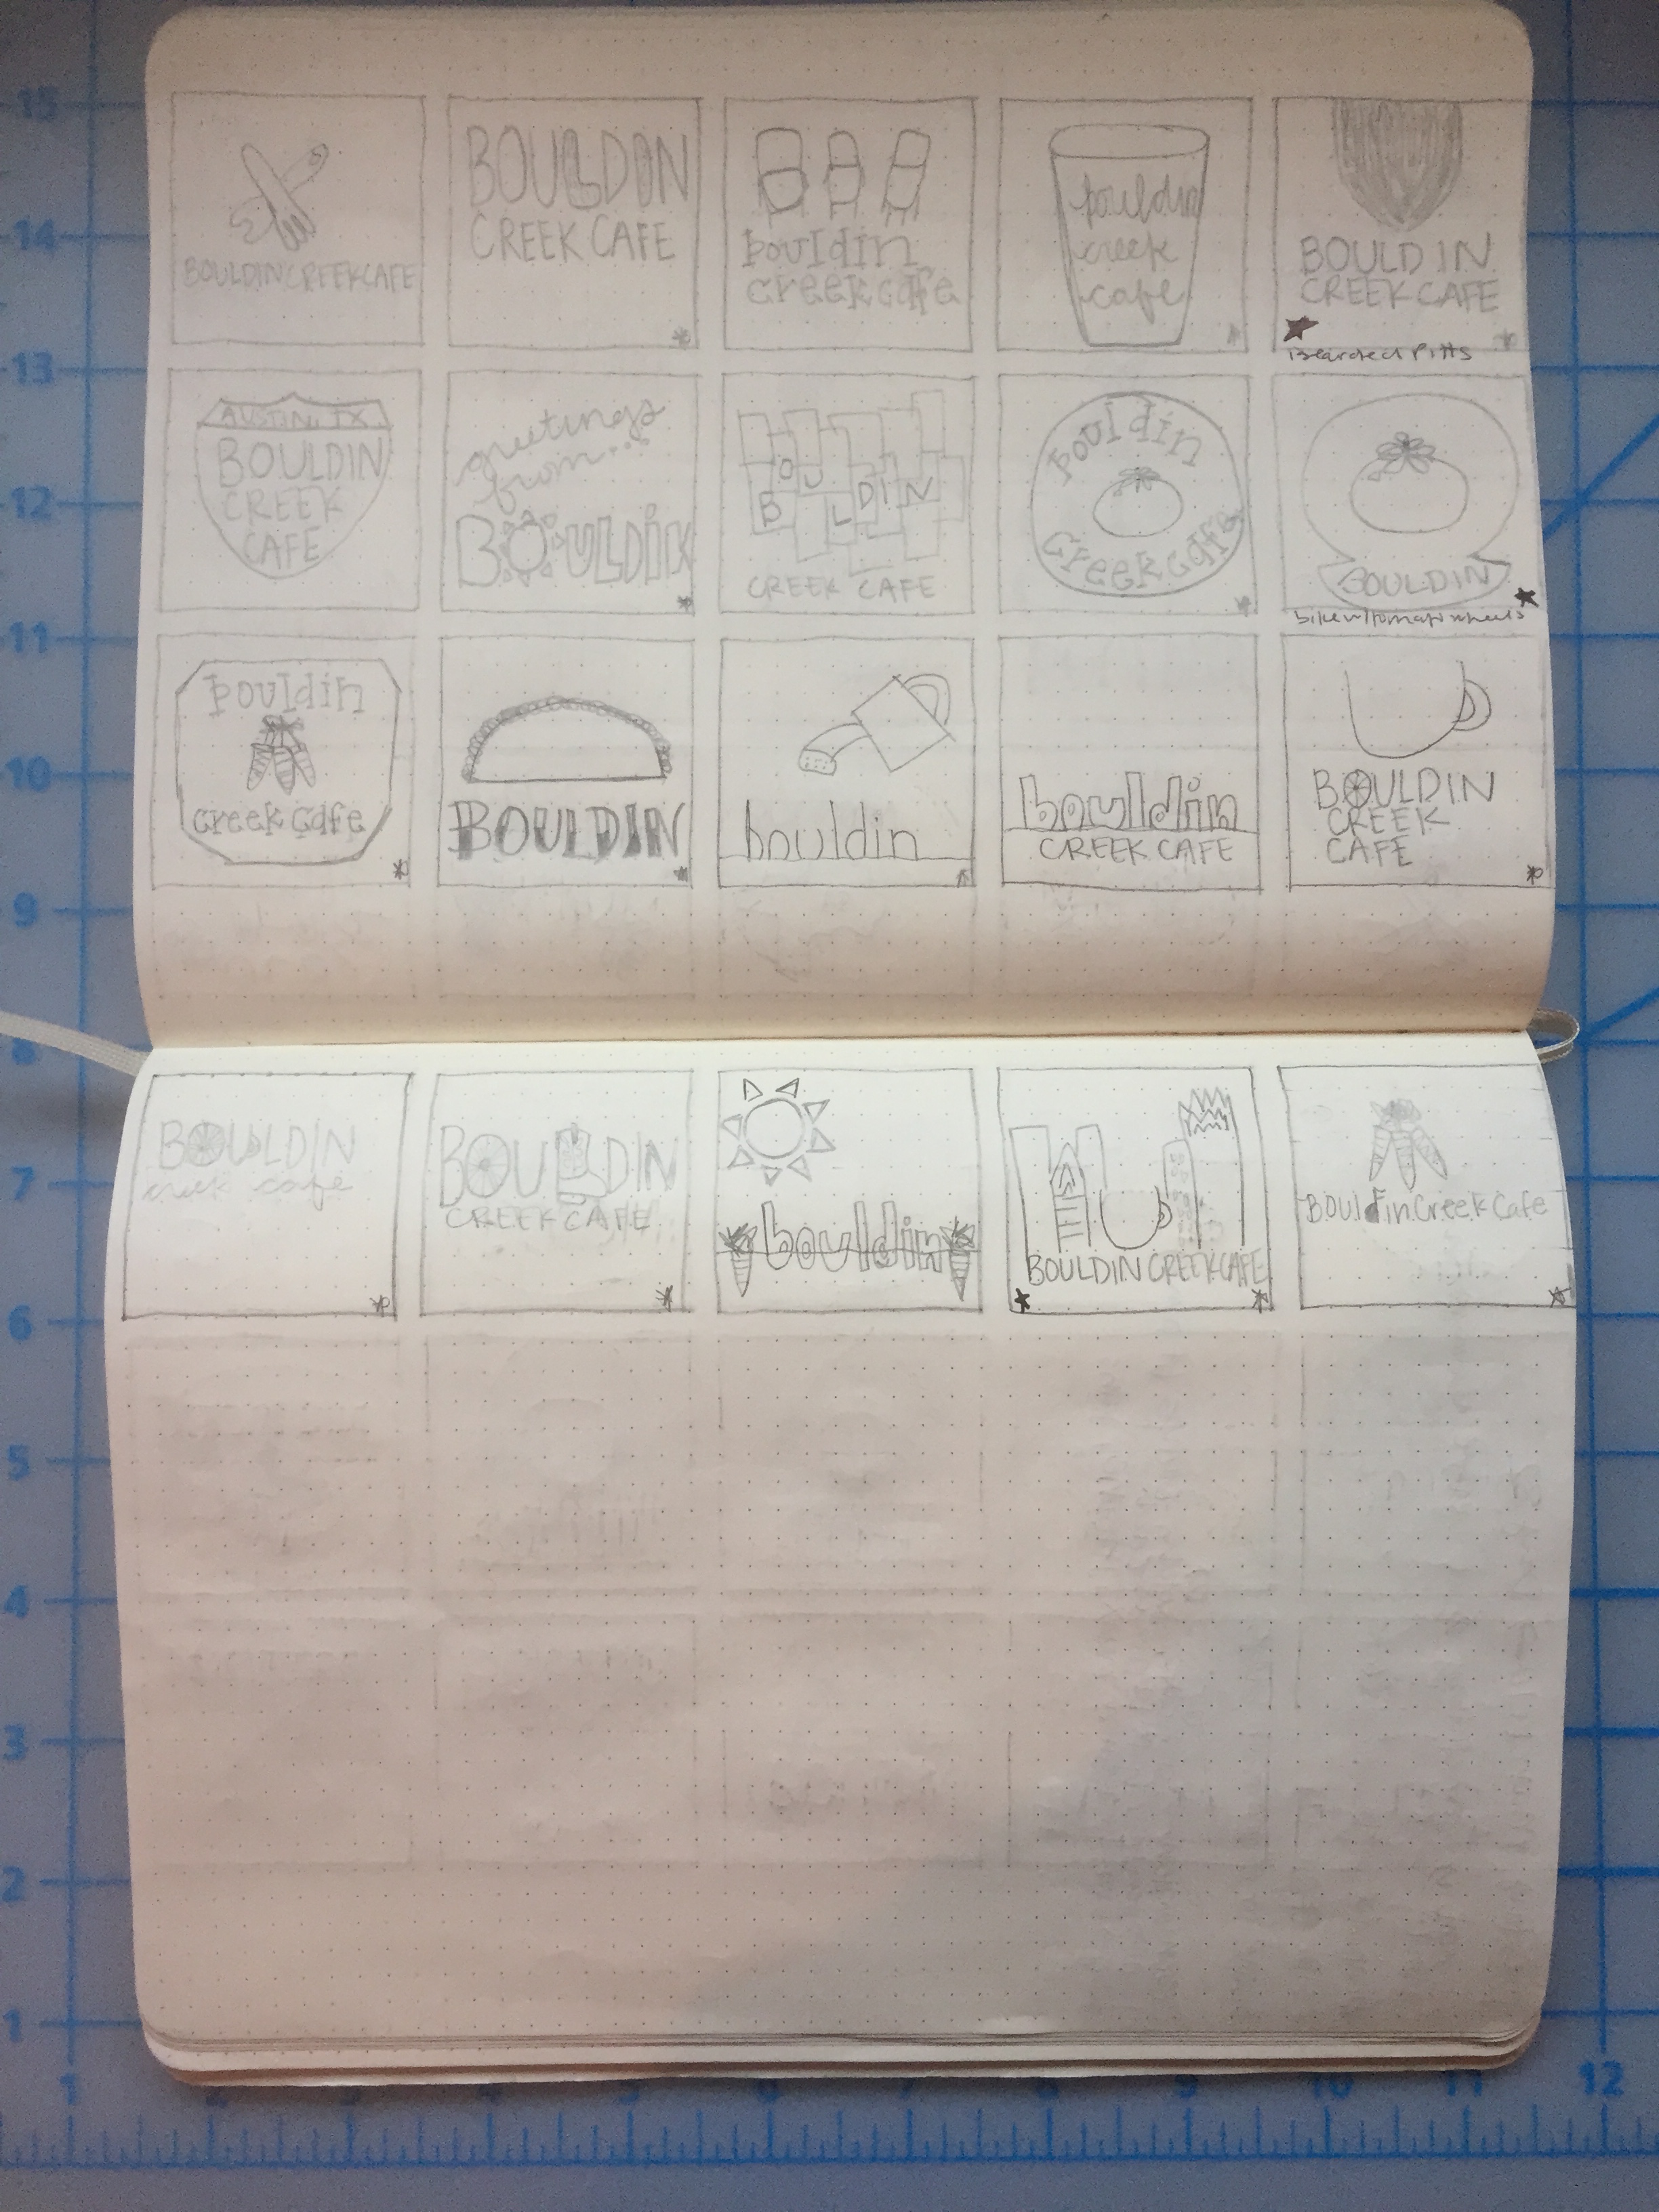 BOULDINCREEKCAFE
BOULDIN
CREEK CAFE
bouldin
creek cafe
bouldin
creek
cafe
BOULDIN
CREEK CAFE
Bearded Pitts
AUSTIN, TX
BOULDIN
CREEK
CAFE
greetings
from...
BOULDIN
BOULDIN
CREEK CAFE
bouldin
creek cafe
BOULDIN
bike w/tomato wheels
bouldin
creek cafe
BOULDIN
bouldin
bouldin
CREEK CAFE
BOULDIN
CREEK
CAFE
BOULDIN
creek cafe
BOULDIN
CREEK CAFE
bouldin
BOULDIN CREEK CAFE
Bouldin Creek Cafe
15
14
13
12
11
10
9
8
7
6
5
4
3
2
1
1 2 3 4 5 6 7 8 9 10 11 12